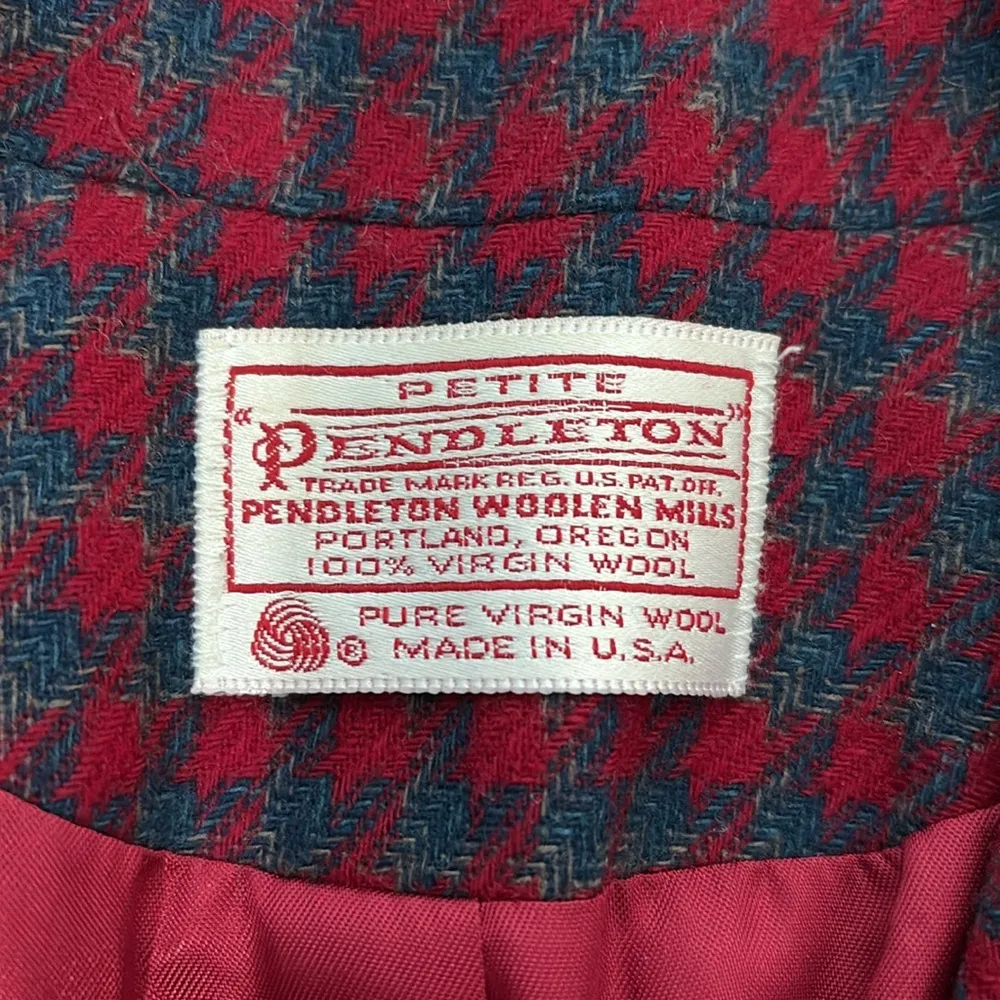 PETITE
"PENDLETON"
TRADE MARK REG. U.S. PAT. OFF.
PENDLETON WOOLEN MILLS
PORTLAND, OREGON
100% VIRGIN WOOL
PURE VIRGIN WOOL
® MADE IN U.S.A.